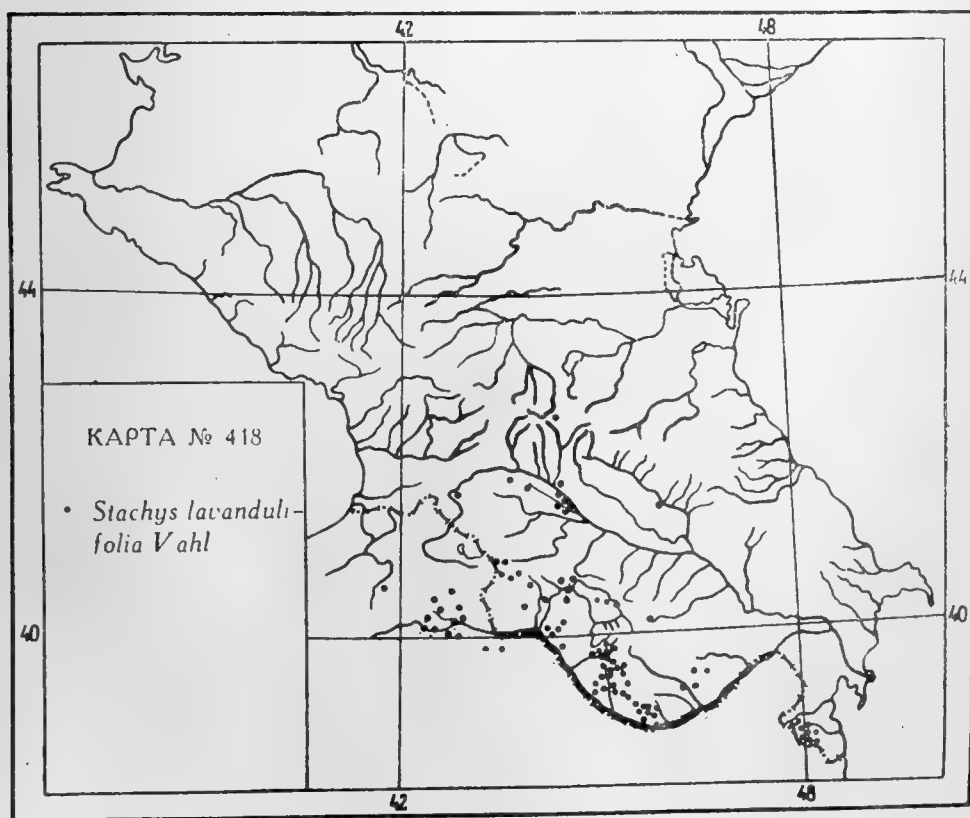 42 48
44 44
КАРТА № 418
• Stachys lavanduli-
folia Vahl
40 40
42 48